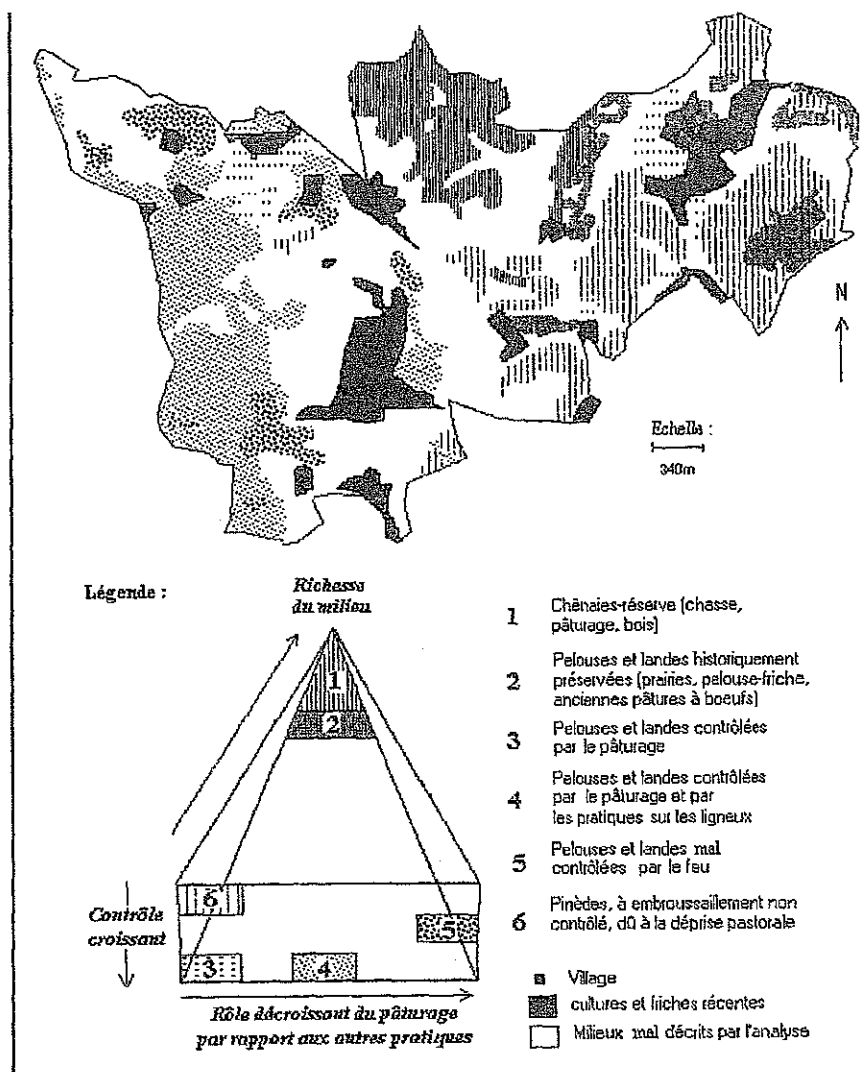 N
Echelle :
340m
Légende :
Richesse
du milieu
1
2
6
5
3
4
Contrôle
croissant
Rôle décroissant du pâturage
par rapport aux autres pratiques
1 Chênaies-réserve (chasse,
pâturage, bois)
2 Pelouses et landes historiquement
préservées (prairies, pelouse-friche,
anciennes pâtures à boeufs)
3 Pelouses et landes contrôlées
par le pâturage
4 Pelouses et landes contrôlées
par le pâturage et par
les pratiques sur les ligneux
5 Pelouses et landes mal
contrôlées par le feu
6 Pinèdes, à embroussaillement non
contrôlé, dû à la déprise pastorale
Village
cultures et friches récentes
Milieux mal décrits par l'analyse